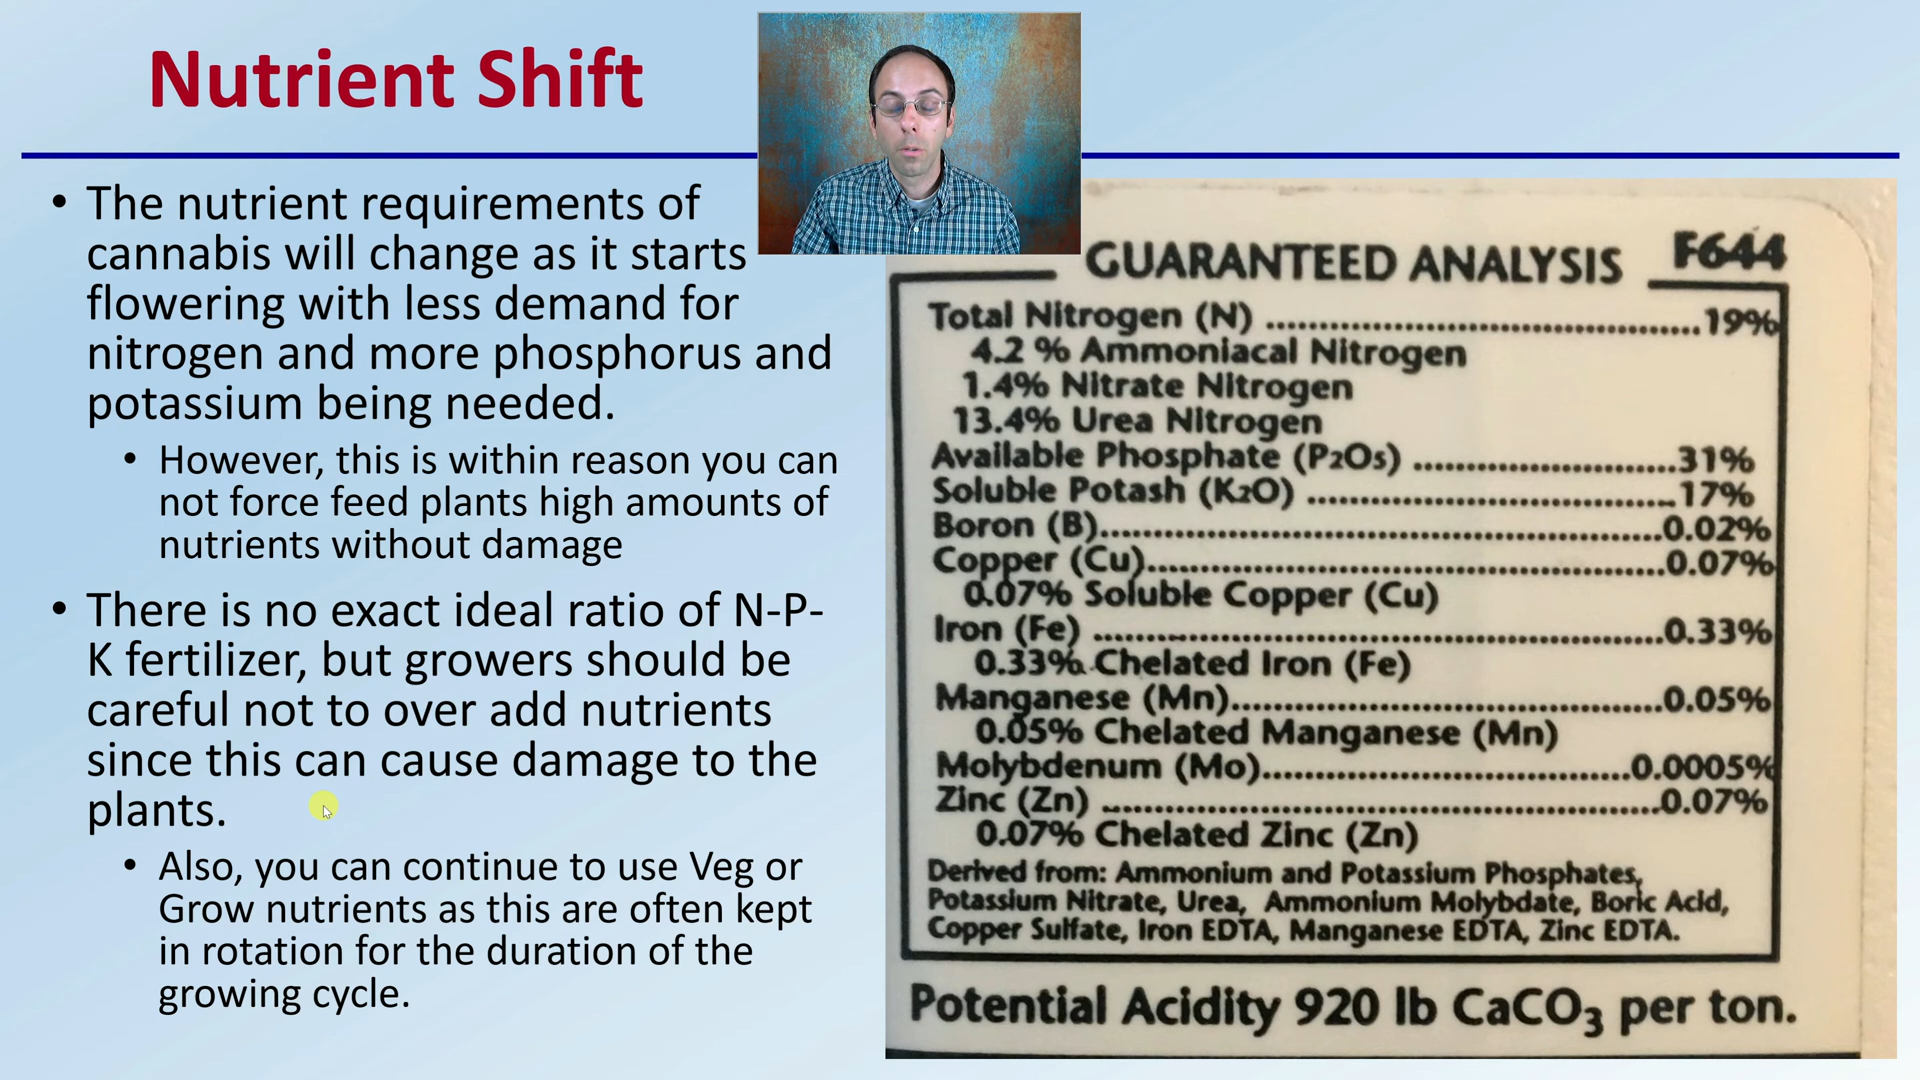 Nutrient Shift
• The nutrient requirements of
cannabis will change as it starts
flowering with less demand for
nitrogen and more phosphorus and
potassium being needed.
• However, this is within reason you can
not force feed plants high amounts of
nutrients without damage
• There is no exact ideal ratio of N-P-
K fertilizer, but growers should be
careful not to over add nutrients
since this can cause damage to the
plants.
• Also, you can continue to use Veg or
Grow nutrients as this are often kept
in rotation for the duration of the
growing cycle.
GUARANTEED ANALYSIS F644
Total Nitrogen (N) ........ 19%
4.2 % Ammoniacal Nitrogen
1.4% Nitrate Nitrogen
13.4% Urea Nitrogen
Available Phosphate (P₂O₅) ........ 31%
Soluble Potash (K₂O) ........ 17%
Boron (B)........0.02%
Copper (Cu)........0.07%
0.07% Soluble Copper (Cu)
Iron (Fe) ........0.33%
0.33% Chelated Iron (Fe)
Manganese (Mn)........0.05%
0.05% Chelated Manganese (Mn)
Molybdenum (Mo)........0.0005%
Zinc (Zn) ........0.07%
0.07% Chelated Zinc (Zn)
Derived from: Ammonium and Potassium Phosphates,
Potassium Nitrate, Urea, Ammonium Molybdate, Boric Acid,
Copper Sulfate, Iron EDTA, Manganese EDTA, Zinc EDTA.
Potential Acidity 920 lb CaCO₃ per ton.